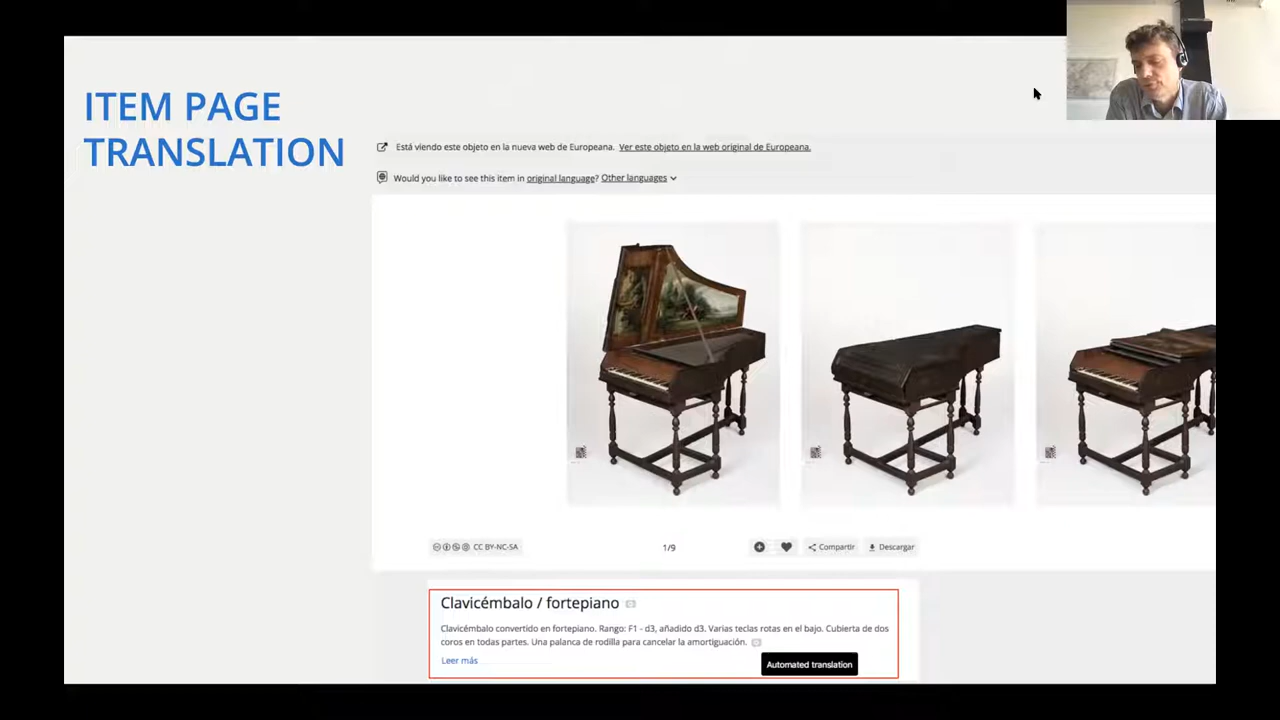 ITEM PAGE
TRANSLATION
Está viendo este objeto en la nueva web de Europeana. Ver este objeto en la web original de Europeana.
Would you like to see this item in original language? Other languages
CC BY-NC-SA
1/9
Compartir
Descargar
Clavicémbalo / fortepiano
Clavicémbalo convertido en fortepiano. Rango: F1 - d3, añadido d3. Varias teclas rotas en el bajo. Cubierta de dos
coros en todas partes. Una palanca de rodilla para cancelar la amortiguación.
Leer más
Automated translation